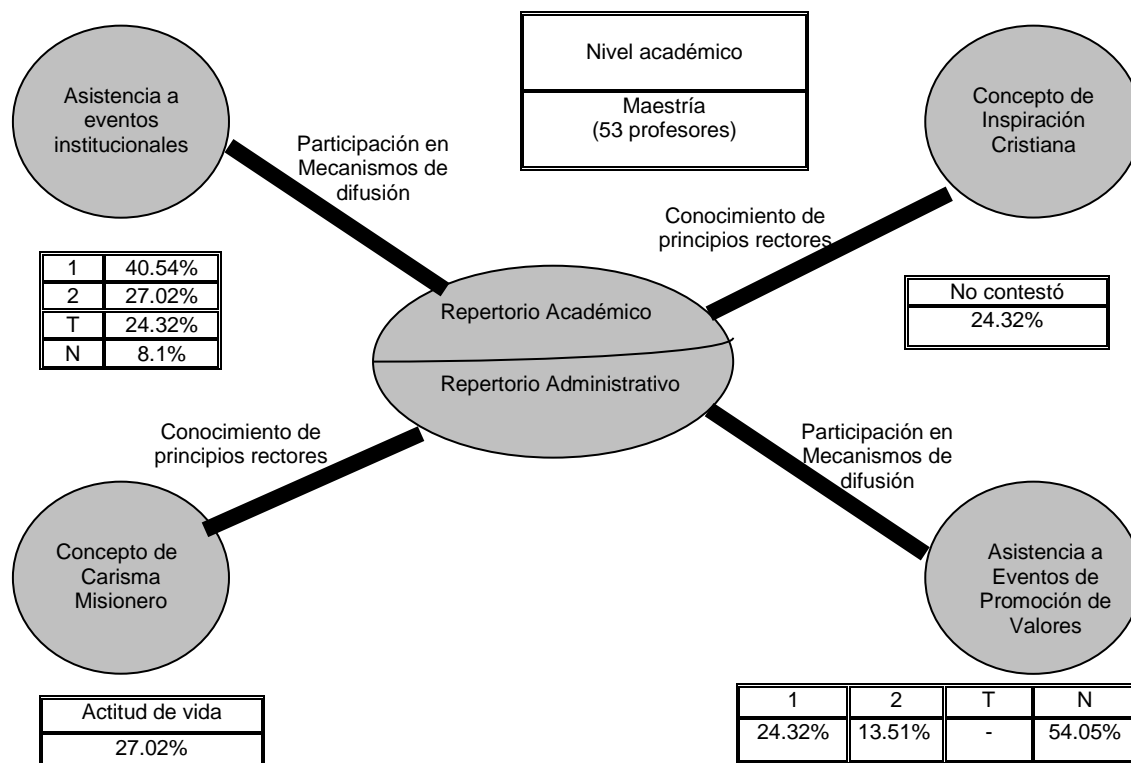 Nivel académico
Maestría
(53 profesores)
Asistencia a
eventos
institucionales
Concepto de
Inspiración
Cristiana
Participación en
Mecanismos de
difusión
Conocimiento de
principios rectores
1 40.54%
2 27.02%
T 24.32%
N 8.1%
No contestó
24.32%
Repertorio Académico
Repertorio Administrativo
Conocimiento de
principios rectores
Participación en
Mecanismos de
difusión
Concepto de
Carisma
Misionero
Asistencia a
Eventos de
Promoción de
Valores
Actitud de vida
27.02%
1 2 T N
24.32% 13.51% - 54.05%